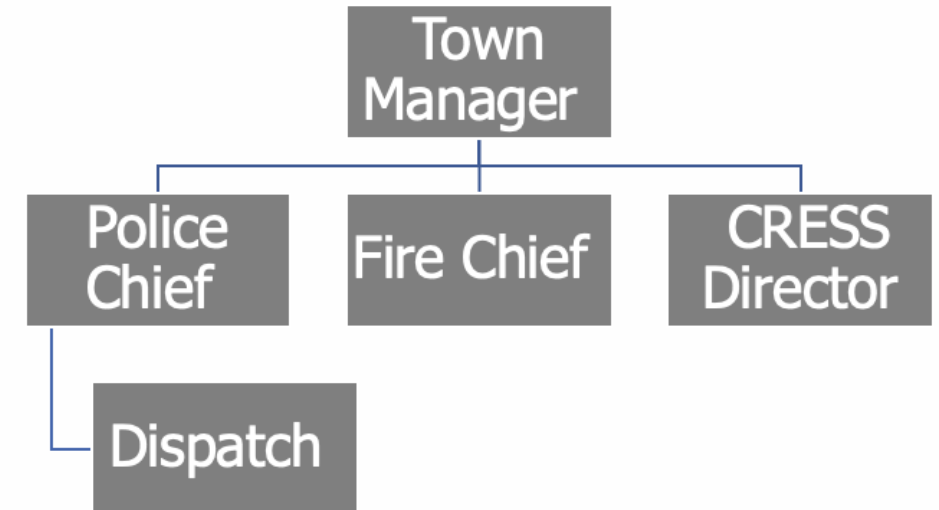 Town
Manager
Police
Chief
Fire Chief
CRESS
Director
Dispatch